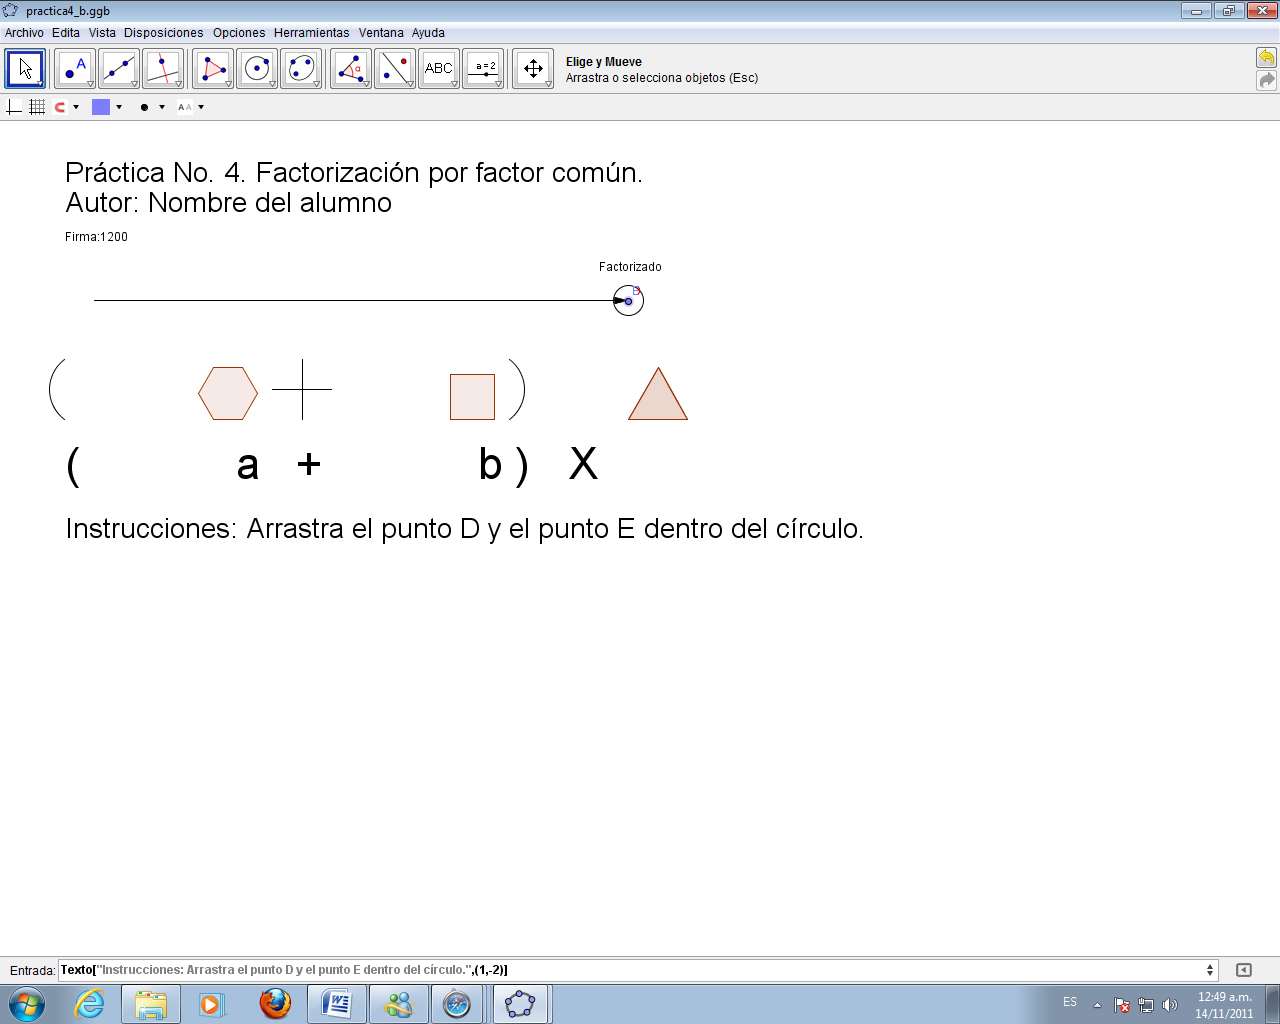 practica4_b.ggb
Archivo Edita Vista Disposiciones Opciones Herramientas Ventana Ayuda
A
α
ABC
a = 2
Elige y Mueve
Arrastra o selecciona objetos (Esc)
A A
Práctica No. 4. Factorización por factor común.
Autor: Nombre del alumno
Firma:1200
Factorizado
( a + b ) X
Instrucciones: Arrastra el punto D y el punto E dentro del círculo.
Entrada: Texto["Instrucciones: Arrastra el punto D y el punto E dentro del círculo.",(1,-2)]
ES
12:49 a.m.
14/11/2011